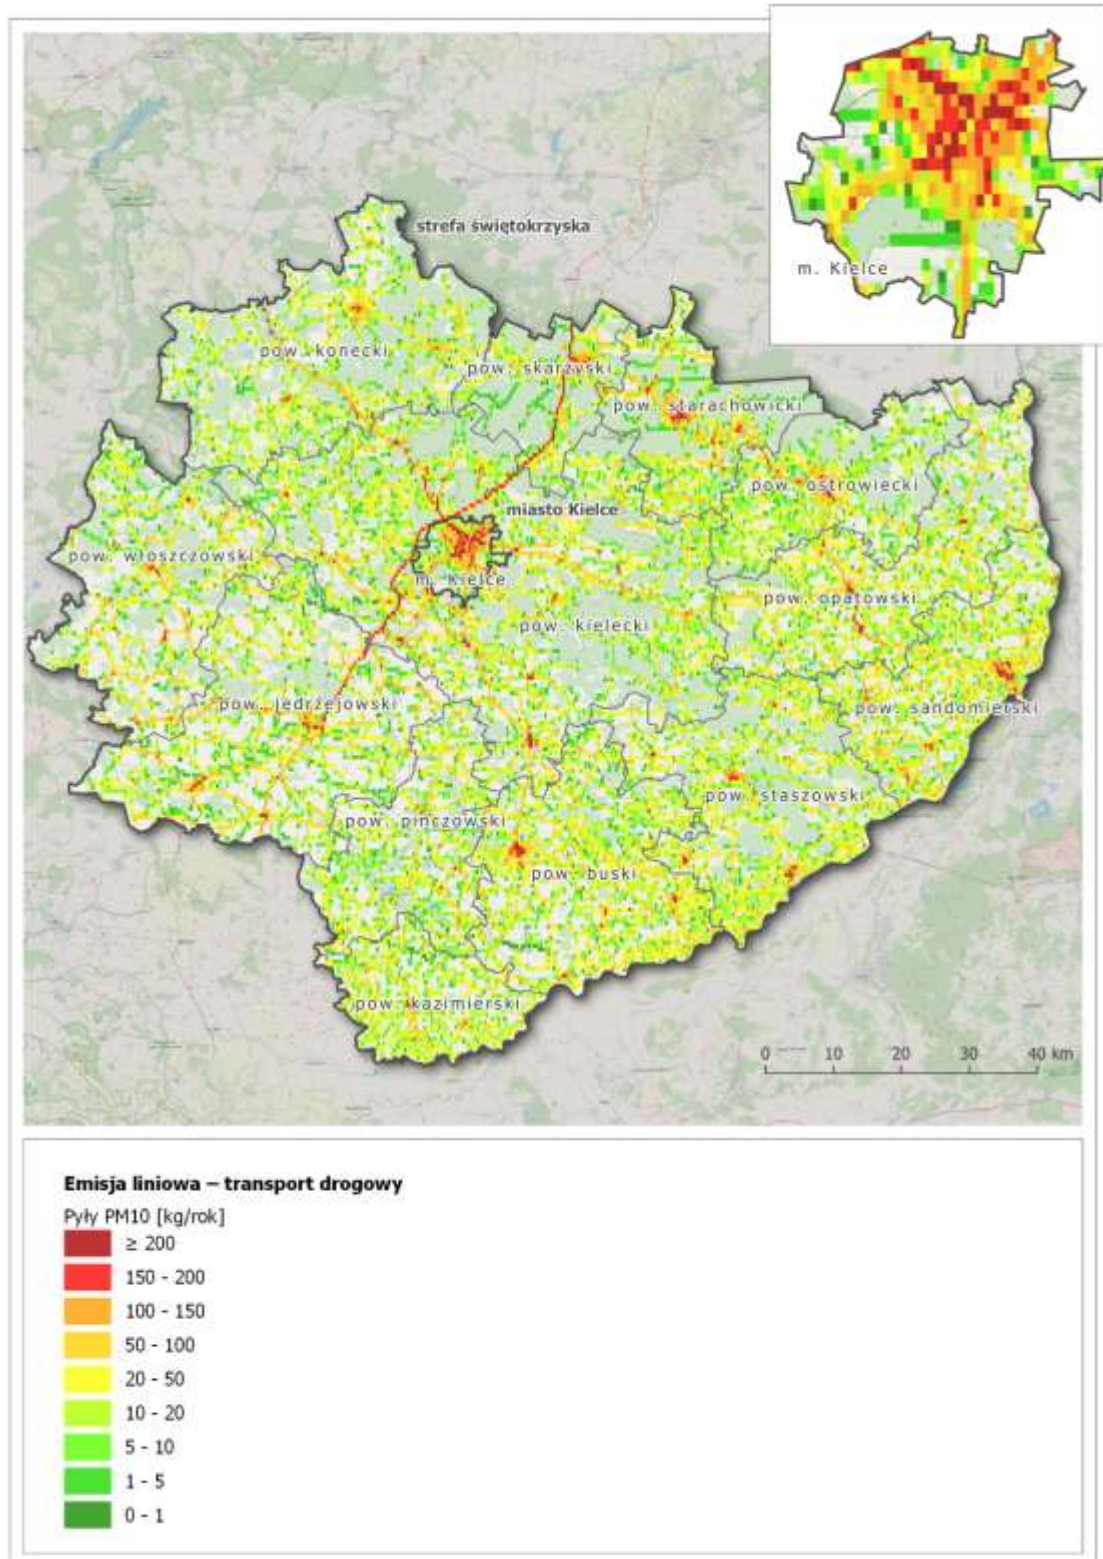 strefa świętokrzyska
m. Kielce
pow. konecki
pow. skarżyski
pow. starachowicki
pow. ostrowiecki
miasto Kielce
pow. włoszczowski
m. Kielce
pow. opatowski
pow. kielecki
pow. jędrzejowski
pow. sandomierski
pow. staszowski
pow. pińczowski
pow. buski
pow. kazimierski
0 10 20 30 40 km
Emisja liniowa – transport drogowy
Pyły PM10 [kg/rok]
≥ 200
150 - 200
100 - 150
50 - 100
20 - 50
10 - 20
5 - 10
1 - 5
0 - 1